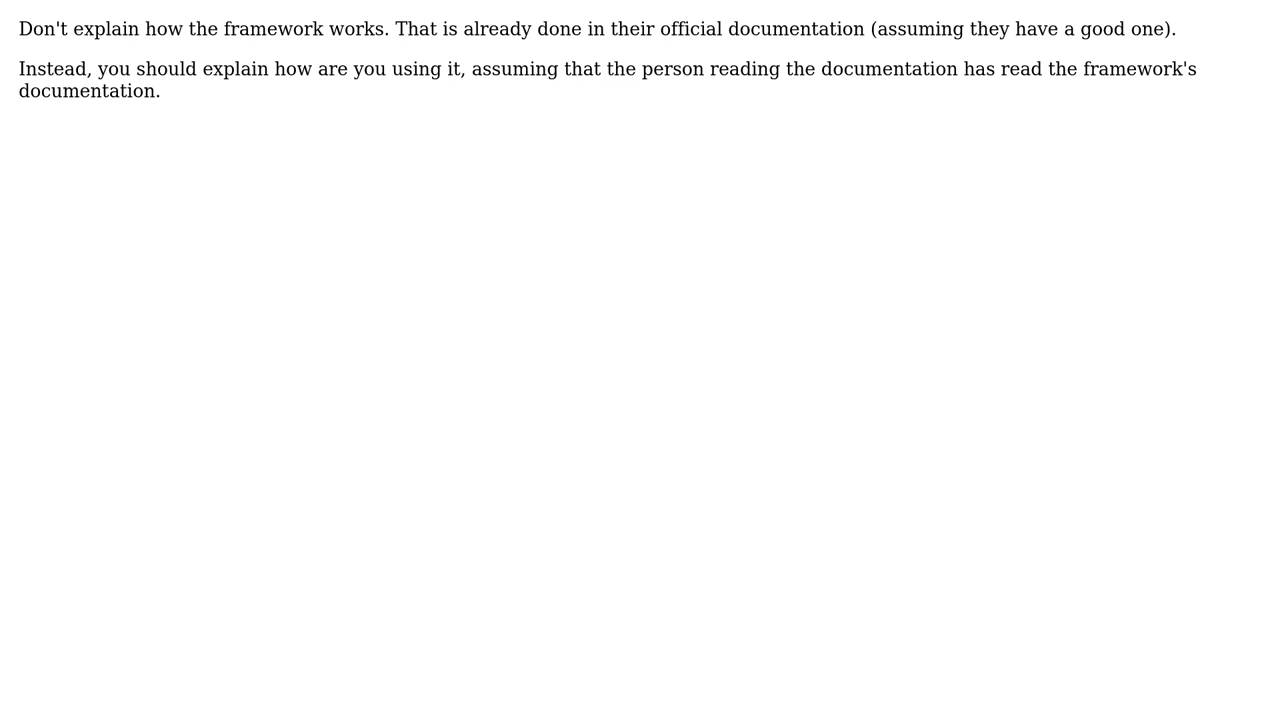 Don't explain how the framework works. That is already done in their official documentation (assuming they have a good one).
Instead, you should explain how are you using it, assuming that the person reading the documentation has read the framework's
documentation.